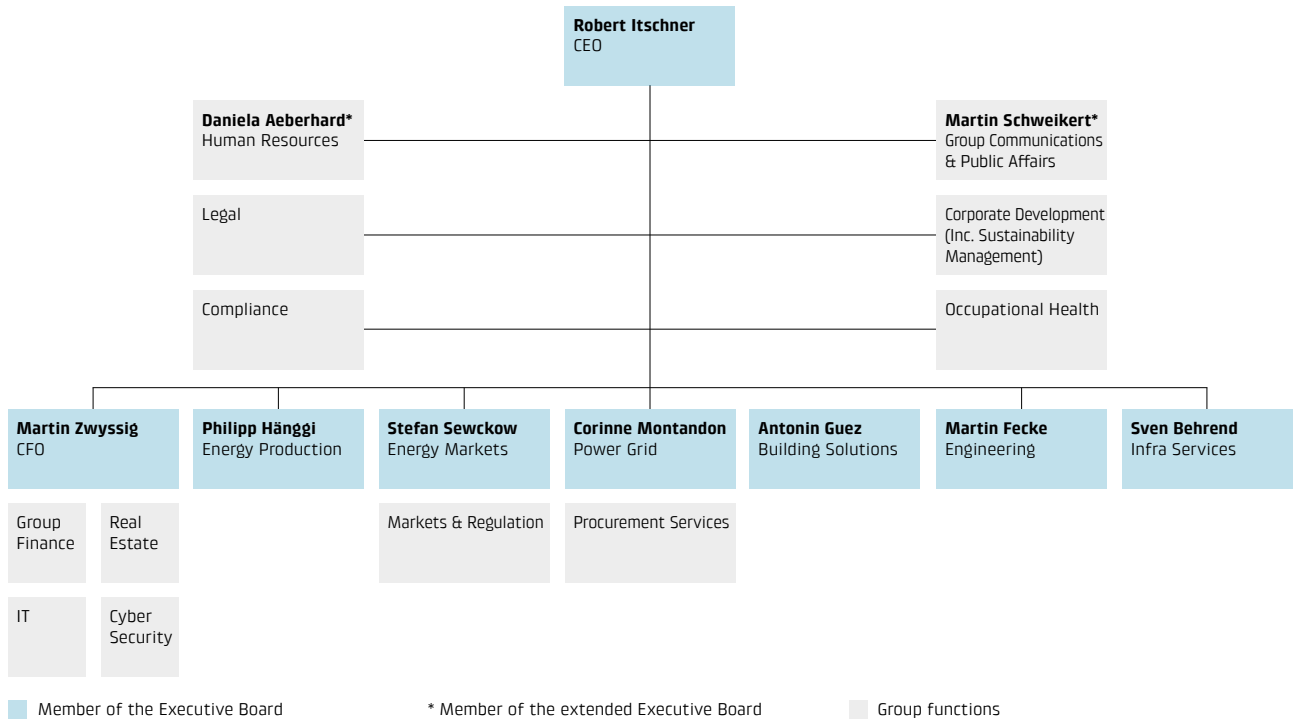 Robert Itschner
CEO
Daniela Aeberhard*
Human Resources
Martin Schweikert*
Group Communications
& Public Affairs
Legal
Corporate Development
(Inc. Sustainability
Management)
Compliance
Occupational Health
Martin Zwyssig
CFO
Philipp Hänggi
Energy Production
Stefan Sewckow
Energy Markets
Corinne Montandon
Power Grid
Antonin Guez
Building Solutions
Martin Fecke
Engineering
Sven Behrend
Infra Services
Group
Finance
Real
Estate
Markets & Regulation
Procurement Services
IT
Cyber
Security
Member of the Executive Board
* Member of the extended Executive Board
Group functions